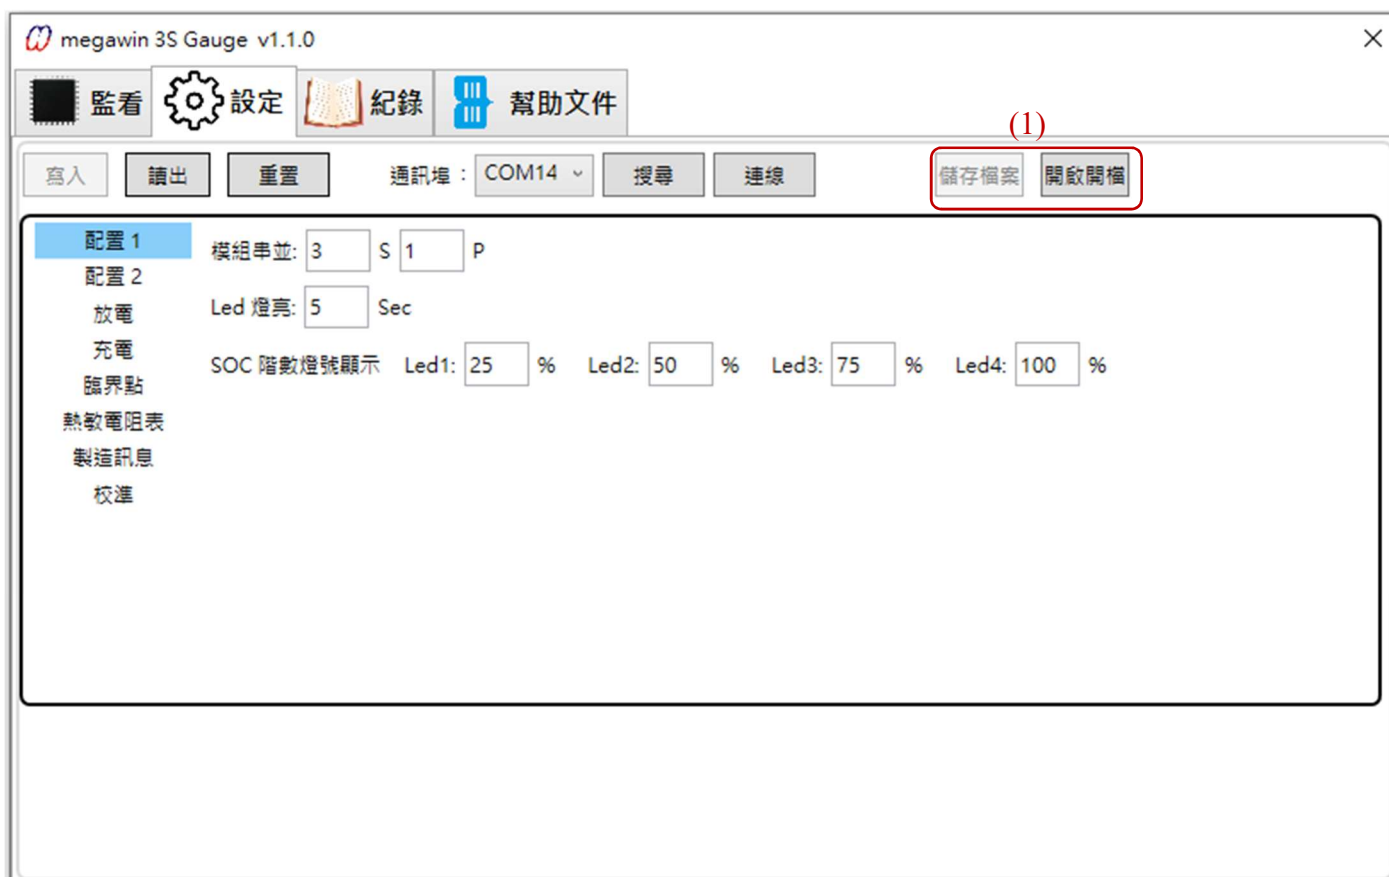 megawin 3S Gauge v1.1.0
監看 設定 紀錄 幫助文件
(1)
寫入 讀出 重置 通訊埠： COM14 搜尋 連線 儲存檔案 開啟開檔
配置 1
模組串並: 3 S 1 P
配置 2
放電
Led 燈亮: 5 Sec
充電
SOC 階數燈號顯示 Led1: 25 % Led2: 50 % Led3: 75 % Led4: 100 %
臨界點
熱敏電阻表
製造訊息
校準